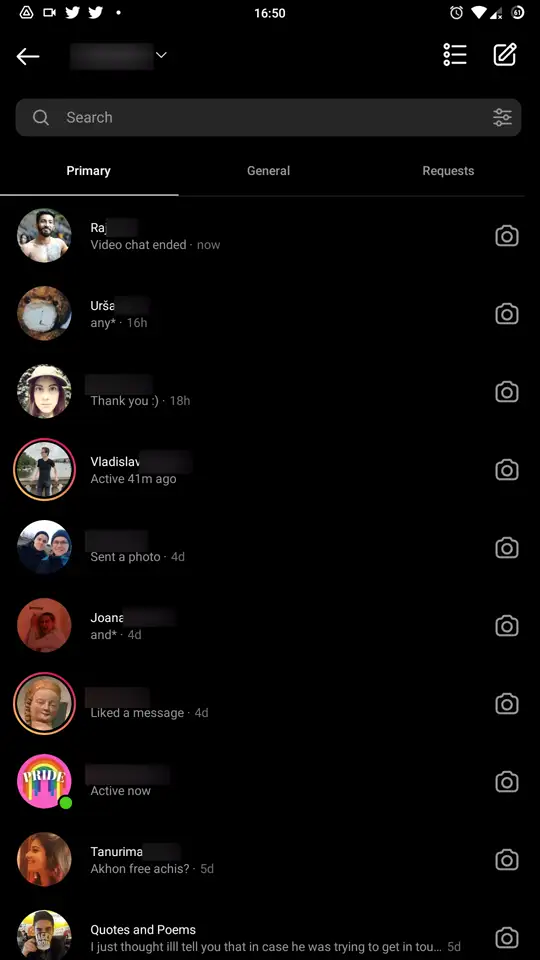 16:50
61
Search
Primary
General
Requests
Raj
Video chat ended · now
Urša
any* · 16h
Thank you :) · 18h
Vladislav
Active 41m ago
Sent a photo · 4d
Joana
and* · 4d
Liked a message · 4d
PRIDE
Active now
Tanurima
Akhon free achis? · 5d
Quotes and Poems
I just thought illl tell you that in case he was trying to get in tou... 5d